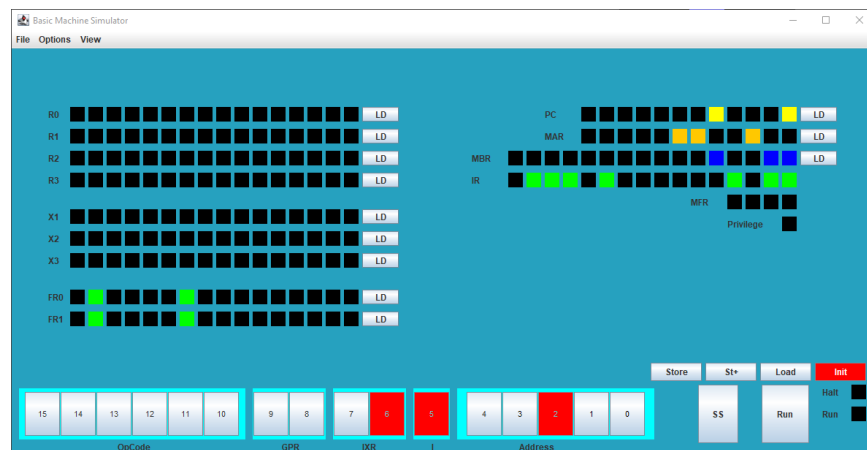 Basic Machine Simulator
File Options View
R0 LD PC LD
R1 LD MAR LD
R2 LD MBR LD
R3 LD IR
MFR
X1 LD Privilege
X2 LD
X3 LD
FR0 LD
FR1 LD
Store St+ Load Init
15 14 13 12 11 10 9 8 7 6 5 4 3 2 1 0 SS Run Halt
Run
OpCode GPR IXR I Address